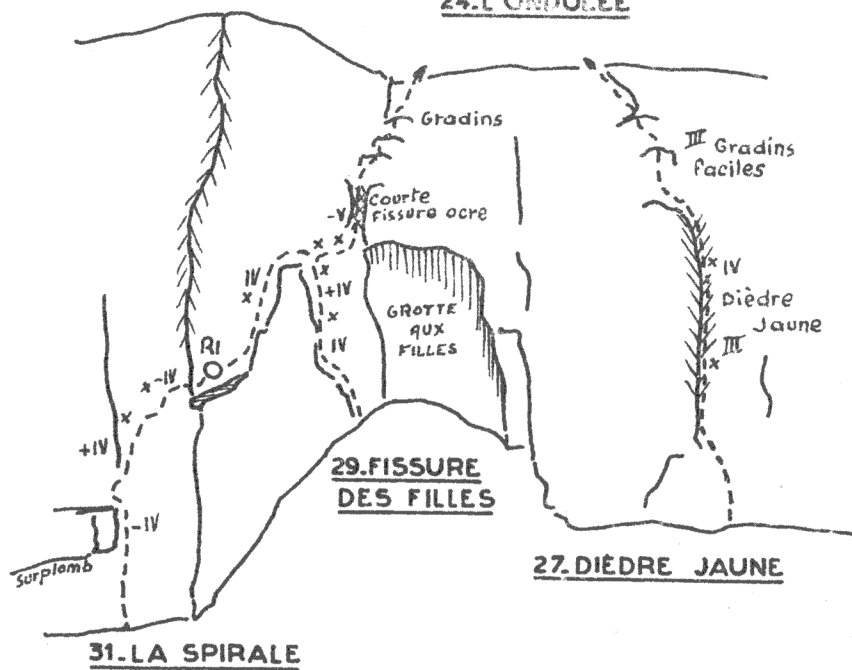 24.L'ONDULÉE
Gradins
III Gradins
faciles
Courte
Fissure ocre
-V
IV
+IV
IV
GROTTE
AUX
FILLES
IV
Dièdre
Jaune
III
R1
-IV
+IV
-IV
Surplomb
29.FISSURE
DES FILLES
27.DIÈDRE JAUNE
31.LA SPIRALE